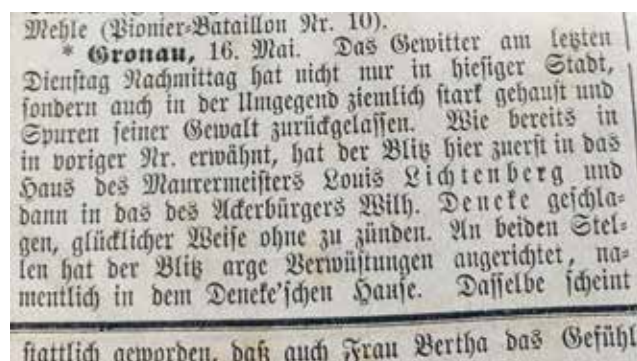 Mehle (Pionier-Bataillon Nr. 10).
* Gronau, 16. Mai. Das Gewitter am letzten
Dienstag Nachmittag hat nicht nur in hiesiger Stadt,
sondern auch in der Umgegend ziemlich stark gehaust und
Spuren seiner Gewalt zurückgelassen. Wie bereits in
in voriger Nr. erwähnt, hat der Blitz hier zuerst in das
Haus des Maurermeisters Louis Lichtenberg und
dann in das des Ackerbürgers Wilh. Deneke geschla-
gen, glücklicher Weise ohne zu zünden. An beiden Stel-
len hat der Blitz arge Verwüstungen angerichtet, na-
mentlich in dem Deneke'schen Hause. Dasselbe scheint
stattlich geworden, daß auch Frau Bertha das Gefühl